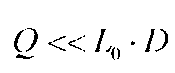 Q << L₀ · D